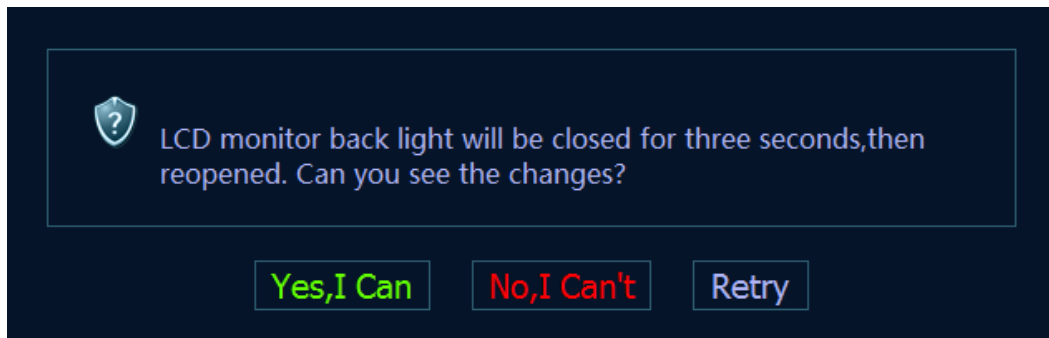 LCD monitor back light will be closed for three seconds,then
reopened. Can you see the changes?
Yes,I Can
No,I Can't
Retry